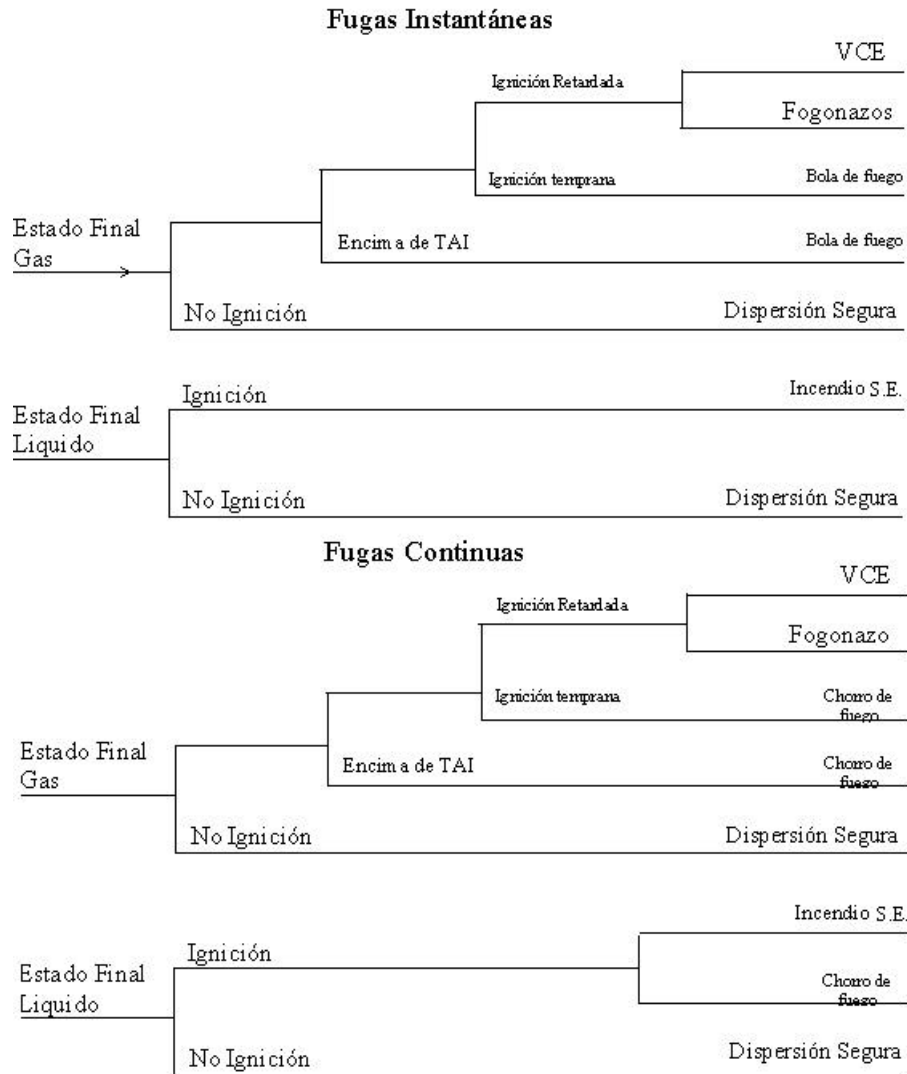 Fugas Instantáneas
VCE
Ignición Retardada
Fogonazos
Ignición temprana
Bola de fuego
Estado Final
Gas
Encima de TAI
Bola de fuego
No Ignición
Dispersión Segura
Ignición
Incendio S.E.
Estado Final
Liquido
No Ignición
Dispersión Segura
Fugas Continuas
VCE
Ignición Retardada
Fogonazo
Ignición temprana
Chorro de
fuego
Estado Final
Gas
Encima de TAI
Chorro de
fuego
No Ignición
Dispersión Segura
Incendio S.E.
Ignición
Estado Final
Liquido
Chorro de
fuego
No Ignición
Dispersión Segura